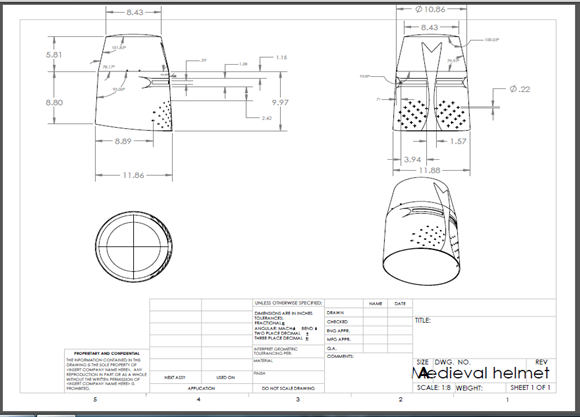 8.43
Ø 10.86
8.43
5.81
8.80
1.15
1.08
9.97
2.42
8.89
11.86
Ø.22
1.57
3.94
11.88
UNLESS OTHERWISE SPECIFIED:
DIMENSIONS ARE IN INCHES
TOLERANCES:
FRACTIONAL ±
ANGULAR: MACH± BEND ±
TWO PLACE DECIMAL ±
THREE PLACE DECIMAL ±
INTERPRET GEOMETRIC
TOLERANCING PER:
MATERIAL
FINISH
DO NOT SCALE DRAWING
NAME DATE
DRAWN
CHECKED
ENG APPR.
MFG APPR.
Q.A.
COMMENTS:
TITLE:
SIZE DWG. NO. REV
A
Medieval helmet
SCALE: 1:8 WEIGHT: SHEET 1 OF 1
PROPRIETARY AND CONFIDENTIAL
THE INFORMATION CONTAINED IN THIS
DRAWING IS THE SOLE PROPERTY OF
<INSERT COMPANY NAME HERE>. ANY
REPRODUCTION IN PART OR AS A WHOLE
WITHOUT THE WRITTEN PERMISSION OF
<INSERT COMPANY NAME HERE> IS
PROHIBITED.
NEXT ASSY USED ON
APPLICATION
5 4 3 2 1